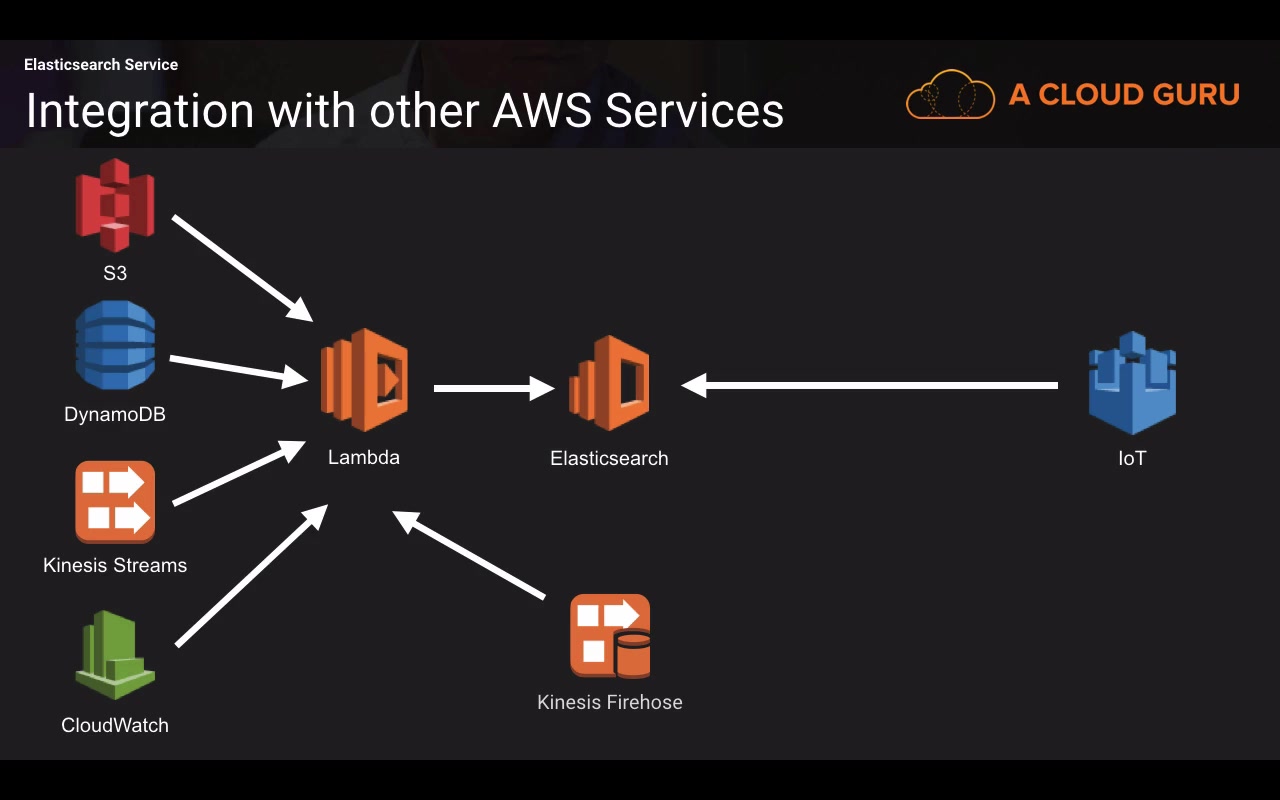 Elasticsearch Service
Integration with other AWS Services
A CLOUD GURU
S3
DynamoDB
Lambda
Elasticsearch
IoT
Kinesis Streams
Kinesis Firehose
CloudWatch